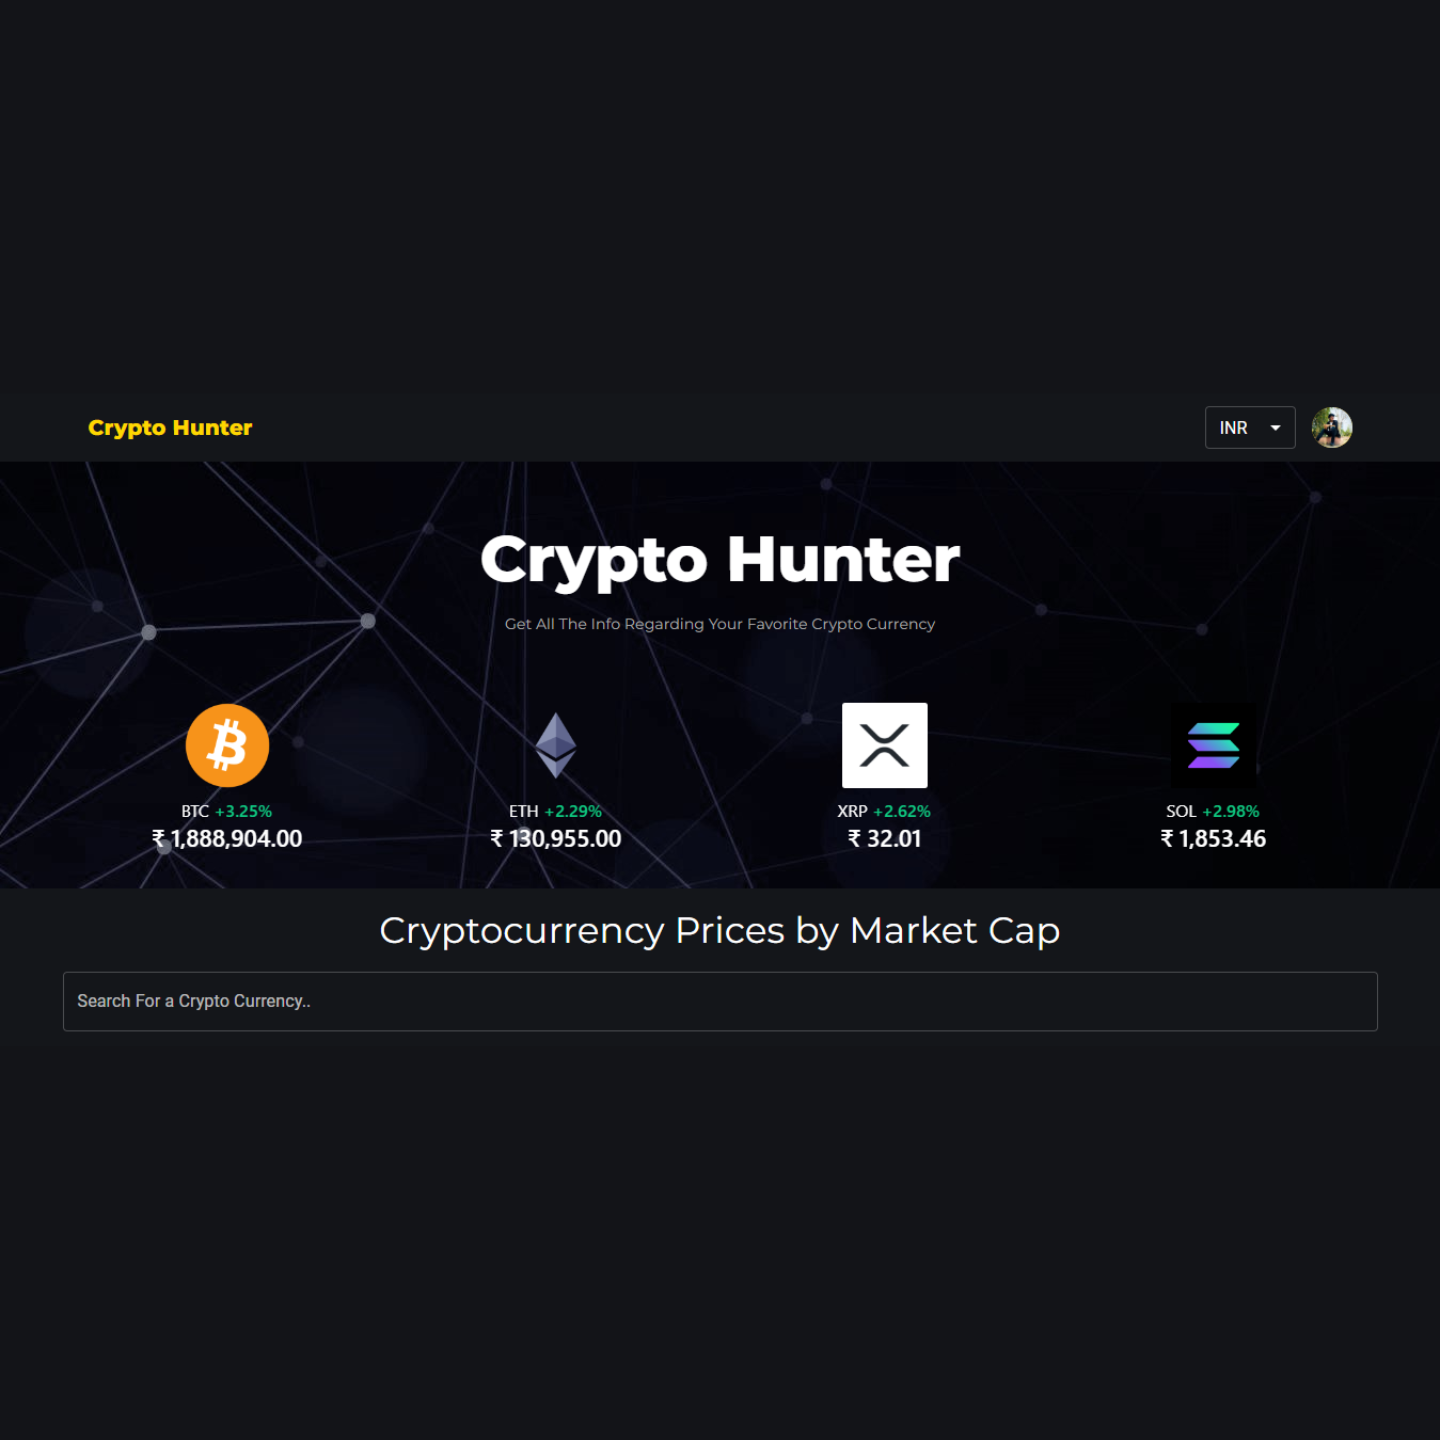 Crypto Hunter
INR
Crypto Hunter
Get All The Info Regarding Your Favorite Crypto Currency
BTC +3.25%
₹ 1,888,904.00
ETH +2.29%
₹ 130,955.00
XRP +2.62%
₹ 32.01
SOL +2.98%
₹ 1,853.46
Cryptocurrency Prices by Market Cap
Search For a Crypto Currency..